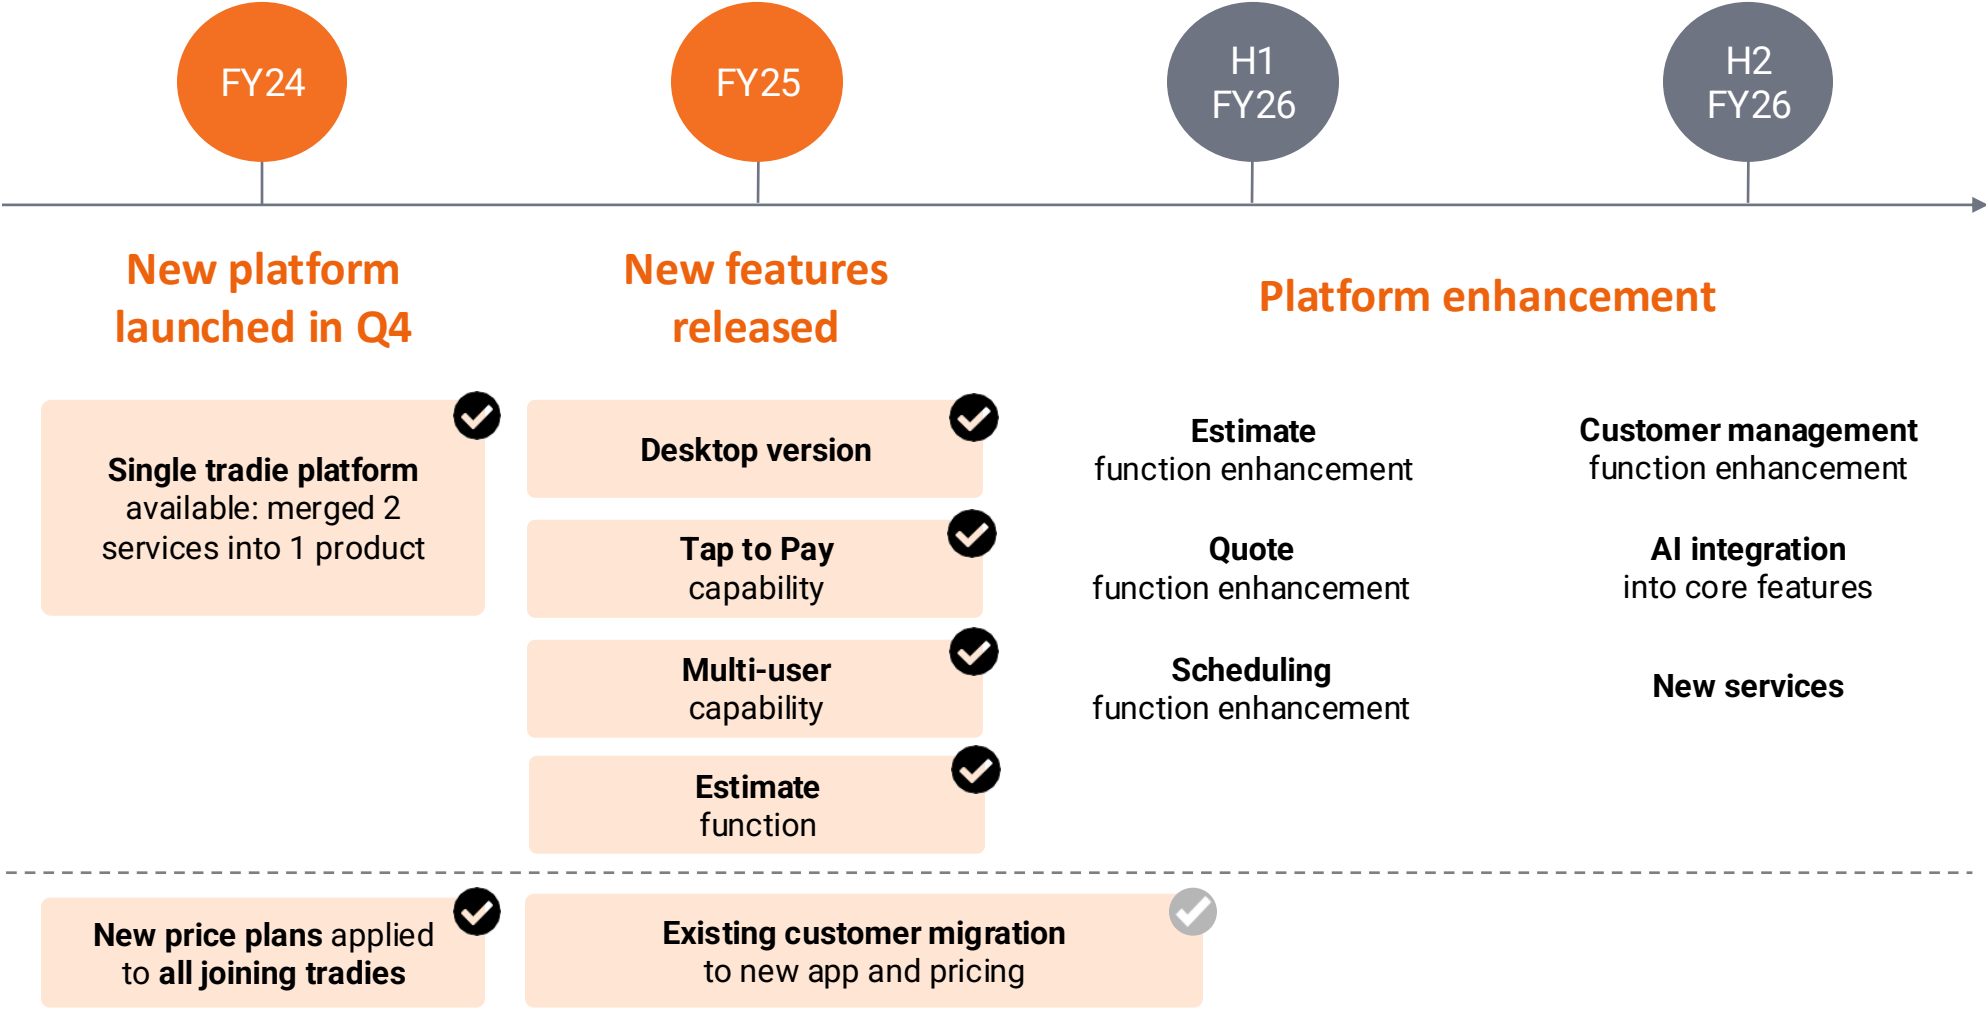 FY24
FY25
H1
FY26
H2
FY26
New platform
launched in Q4
New features
released
Platform enhancement
Single tradie platform
available: merged 2
services into 1 product
Desktop version
Tap to Pay
capability
Multi-user
capability
Estimate
function
Estimate
function enhancement
Quote
function enhancement
Scheduling
function enhancement
Customer management
function enhancement
AI integration
into core features
New services
New price plans applied
to all joining tradies
Existing customer migration
to new app and pricing